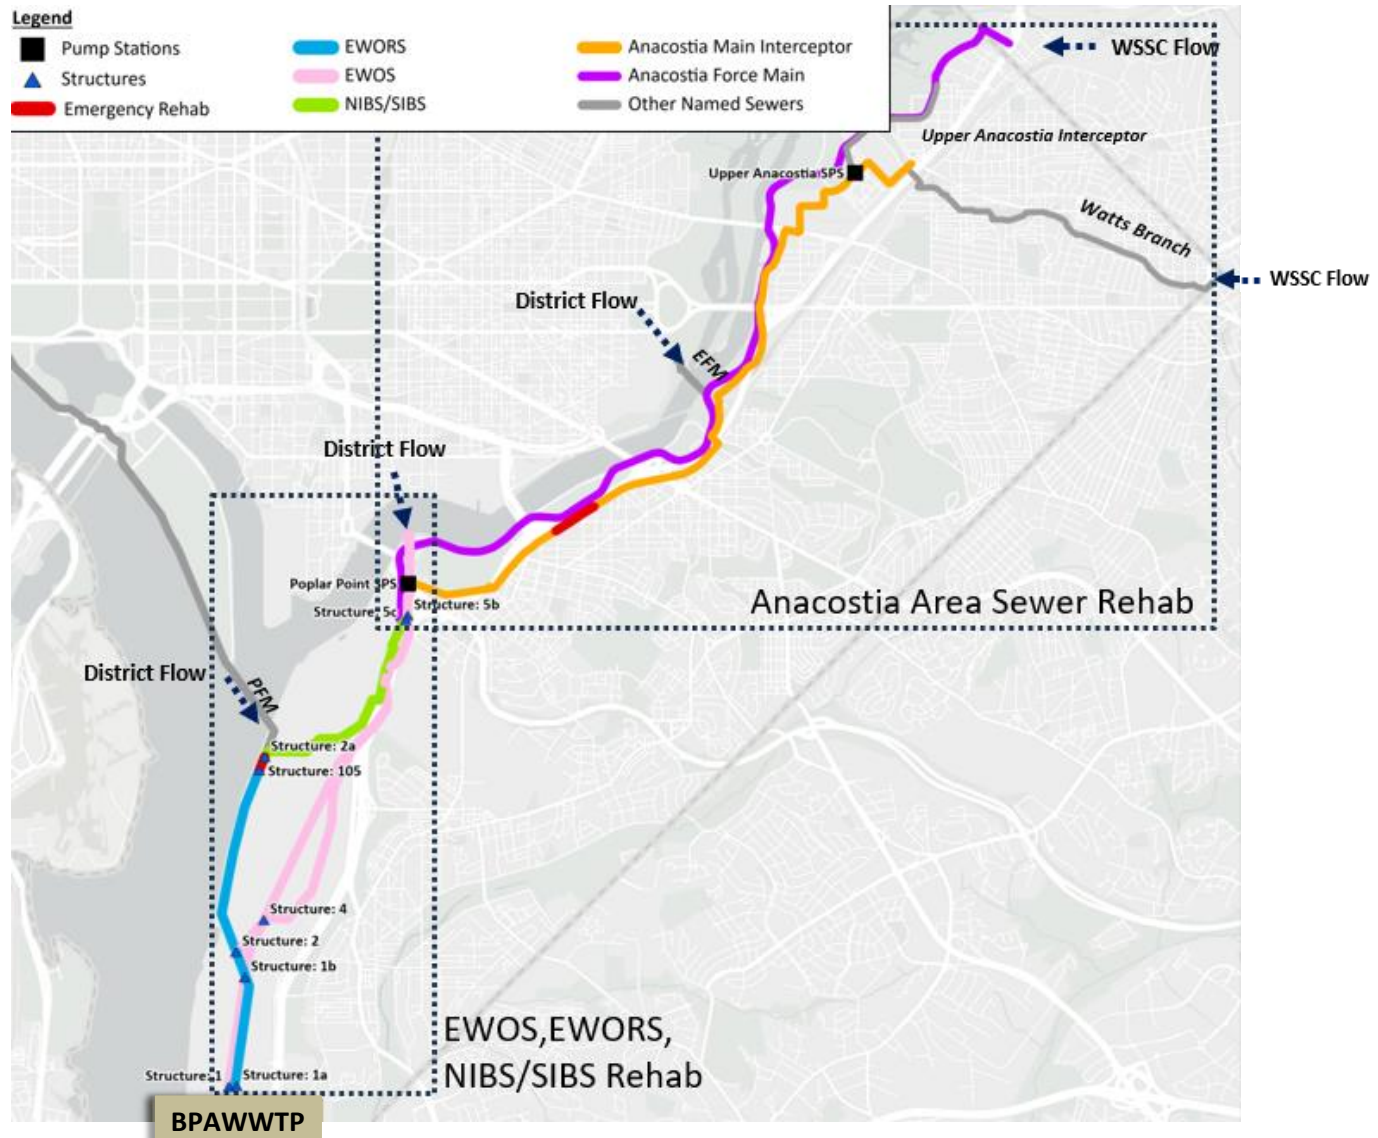 Legend
Pump Stations
Structures
Emergency Rehab
EWORS
EWOS
NIBS/SIBS
Anacostia Main Interceptor
Anacostia Force Main
Other Named Sewers
WSSC Flow
Upper Anacostia Interceptor
Upper Anacostia SPS
Watts Branch
WSSC Flow
District Flow
EFM
District Flow
Poplar Point SPS
Structure: 5b
Structure: 5c
Anacostia Area Sewer Rehab
District Flow
PFM
Structure: 2a
Structure: 105
Structure: 4
Structure: 2
Structure: 1b
EWOS,EWORS,
NIBS/SIBS Rehab
Structure: 1
Structure: 1a
BPAWWTP